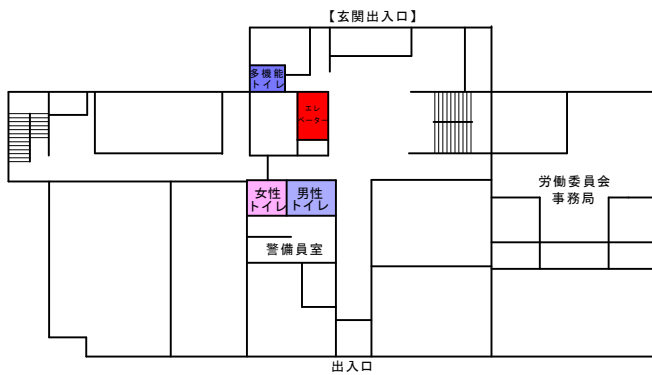 【玄関出入口】
多機能
トイレ
エレ
ベーター
労働委員会
事務局
女性
トイレ
男性
トイレ
警備員室
出入口